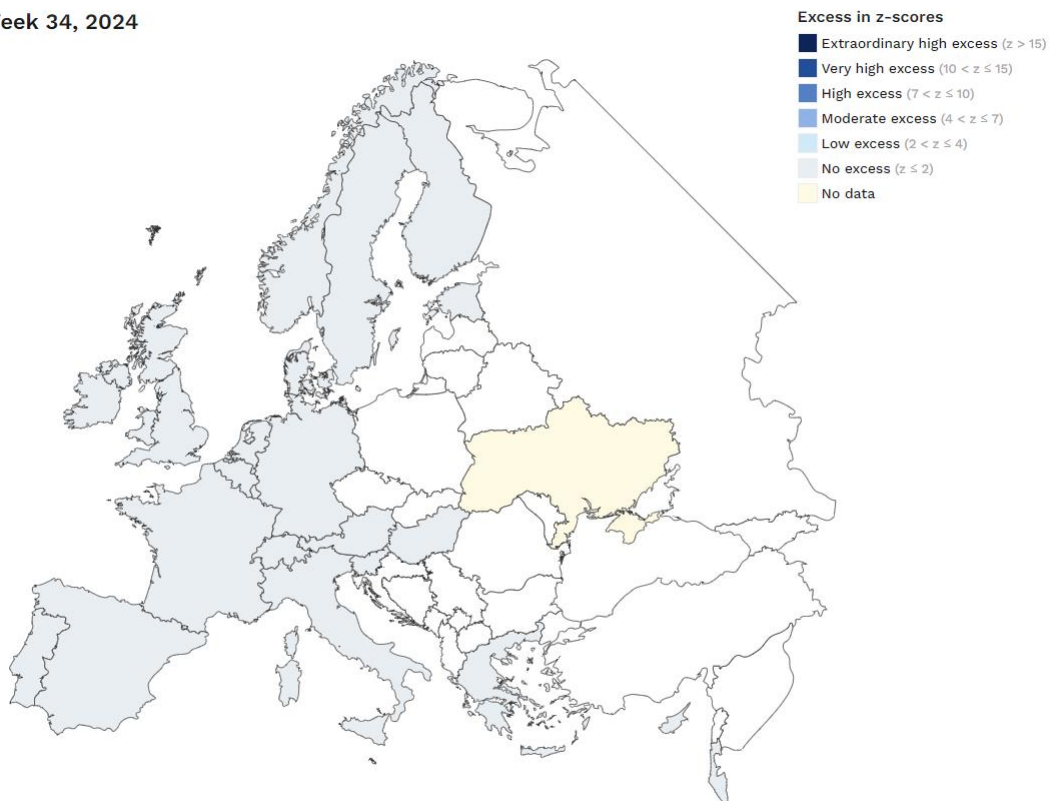 eek 34, 2024
Excess in z-scores
Extraordinary high excess (z > 15)
Very high excess (10 < z ≤ 15)
High excess (7 < z ≤ 10)
Moderate excess (4 < z ≤ 7)
Low excess (2 < z ≤ 4)
No excess (z ≤ 2)
No data